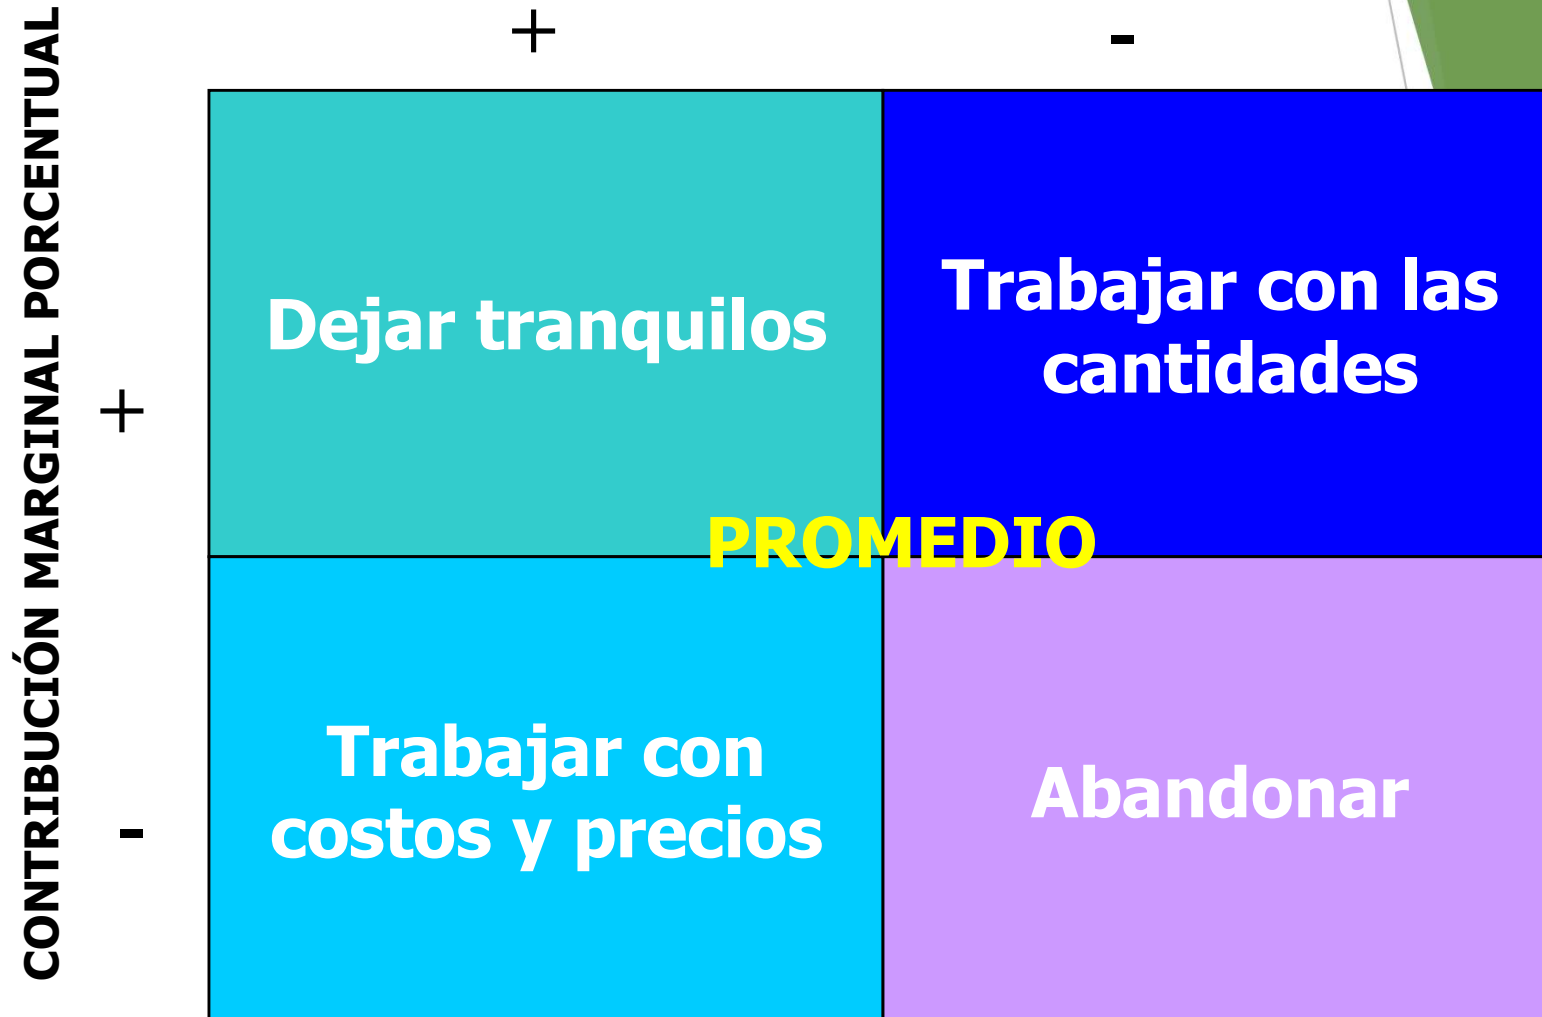 +
-
CONTRIBUCIÓN MARGINAL PORCENTUAL
Dejar tranquilos
Trabajar con las
cantidades
+
PROMEDIO
Trabajar con
costos y precios
Abandonar
-